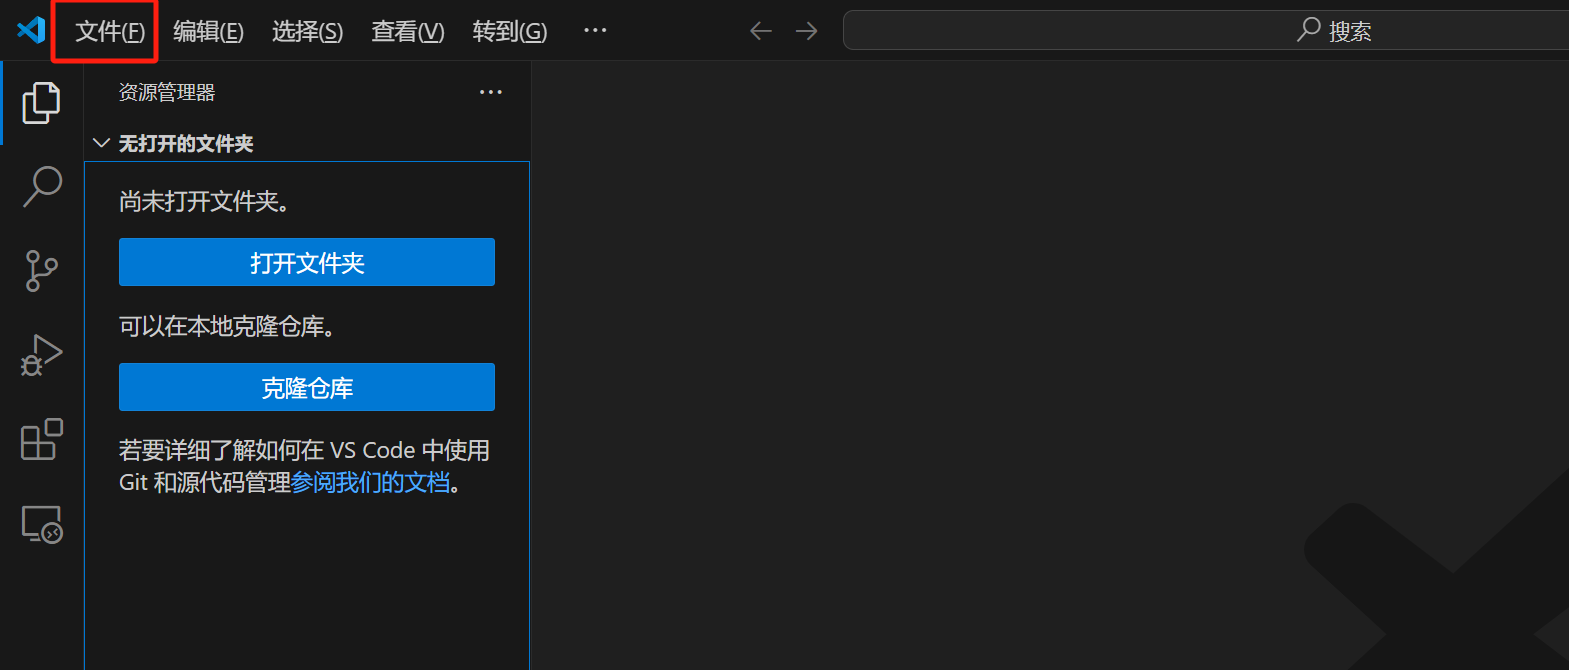 文件(F) 编辑(E) 选择(S) 查看(V) 转到(G) ··· 搜索
资源管理器 ···
无打开的文件夹
尚未打开文件夹。
打开文件夹
可以在本地克隆仓库。
克隆仓库
若要详细了解如何在 VS Code 中使用
Git 和源代码管理参阅我们的文档。